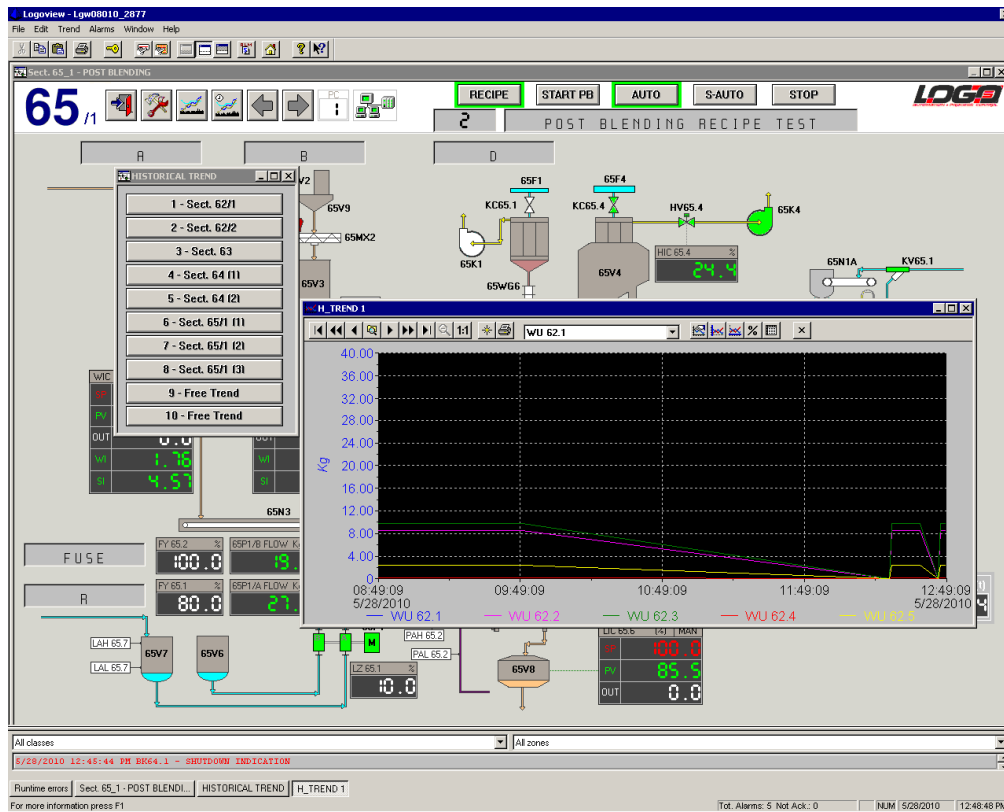 Logoview - Lgw08010_2877
File Edit Trend Alarms Window Help
Sect. 65_1 - POST BLENDING
65/1
PC
1
RECIPE START PB AUTO S-AUTO STOP
LOGO
2 POST BLENDING RECIPE TEST
A B D
HISTORICAL TREND
1 - Sect. 62/1
2 - Sect. 62/2
3 - Sect. 63
4 - Sect. 64 (1)
5 - Sect. 64 (2)
6 - Sect. 65/1 (1)
7 - Sect. 65/1 (2)
8 - Sect. 65/1 (3)
9 - Free Trend
10 - Free Trend
V2
65V9
65MX2
65V3
65F1
KC65.1
65K1
65WG6
65F4
KC65.4
65V4
HV65.4
65K4
HIC 65.4 %
24.4
65N1A
KV65.1
WIC
PV
OUT 0.0
WI 1.76
SI 4.57
OUT
WI
SI
H_TREND 1
1:1
WU 62.1
%
40.00
36.00
32.00
28.00
24.00
20.00
16.00
12.00
8.00
4.00
0
Kg
08:49:09 09:49:09 10:49:09 11:49:09 12:49:09
5/28/2010 5/28/2010
WU 62.1 WU 62.2 WU 62.3 WU 62.4 WU 62.5
65N3
FUSE
FY 65.2 %
100.0
65P1/B FLOW
19.
R
FY 65.1 %
80.0
65P1/A FLOW
27.
LAH 65.7
LAL 65.7
65V7
65V6
M
LZ 65.1 %
10.0
PAH 65.2
PAL 65.2
65V8
LIC 65.6 (4) MAN
SP 100.0
PV 85.5
OUT 0.0
All classes All zones
5/28/2010 12:45:44 PM BK64.1 - SHUTDOWN INDICATION
Runtime errors Sect. 65_1 - POST BLENDI... HISTORICAL TREND H_TREND 1
For more information press F1 Tot. Alarms: 5 Not Ack.: 0 NUM 5/28/2010 12:48:48 PM